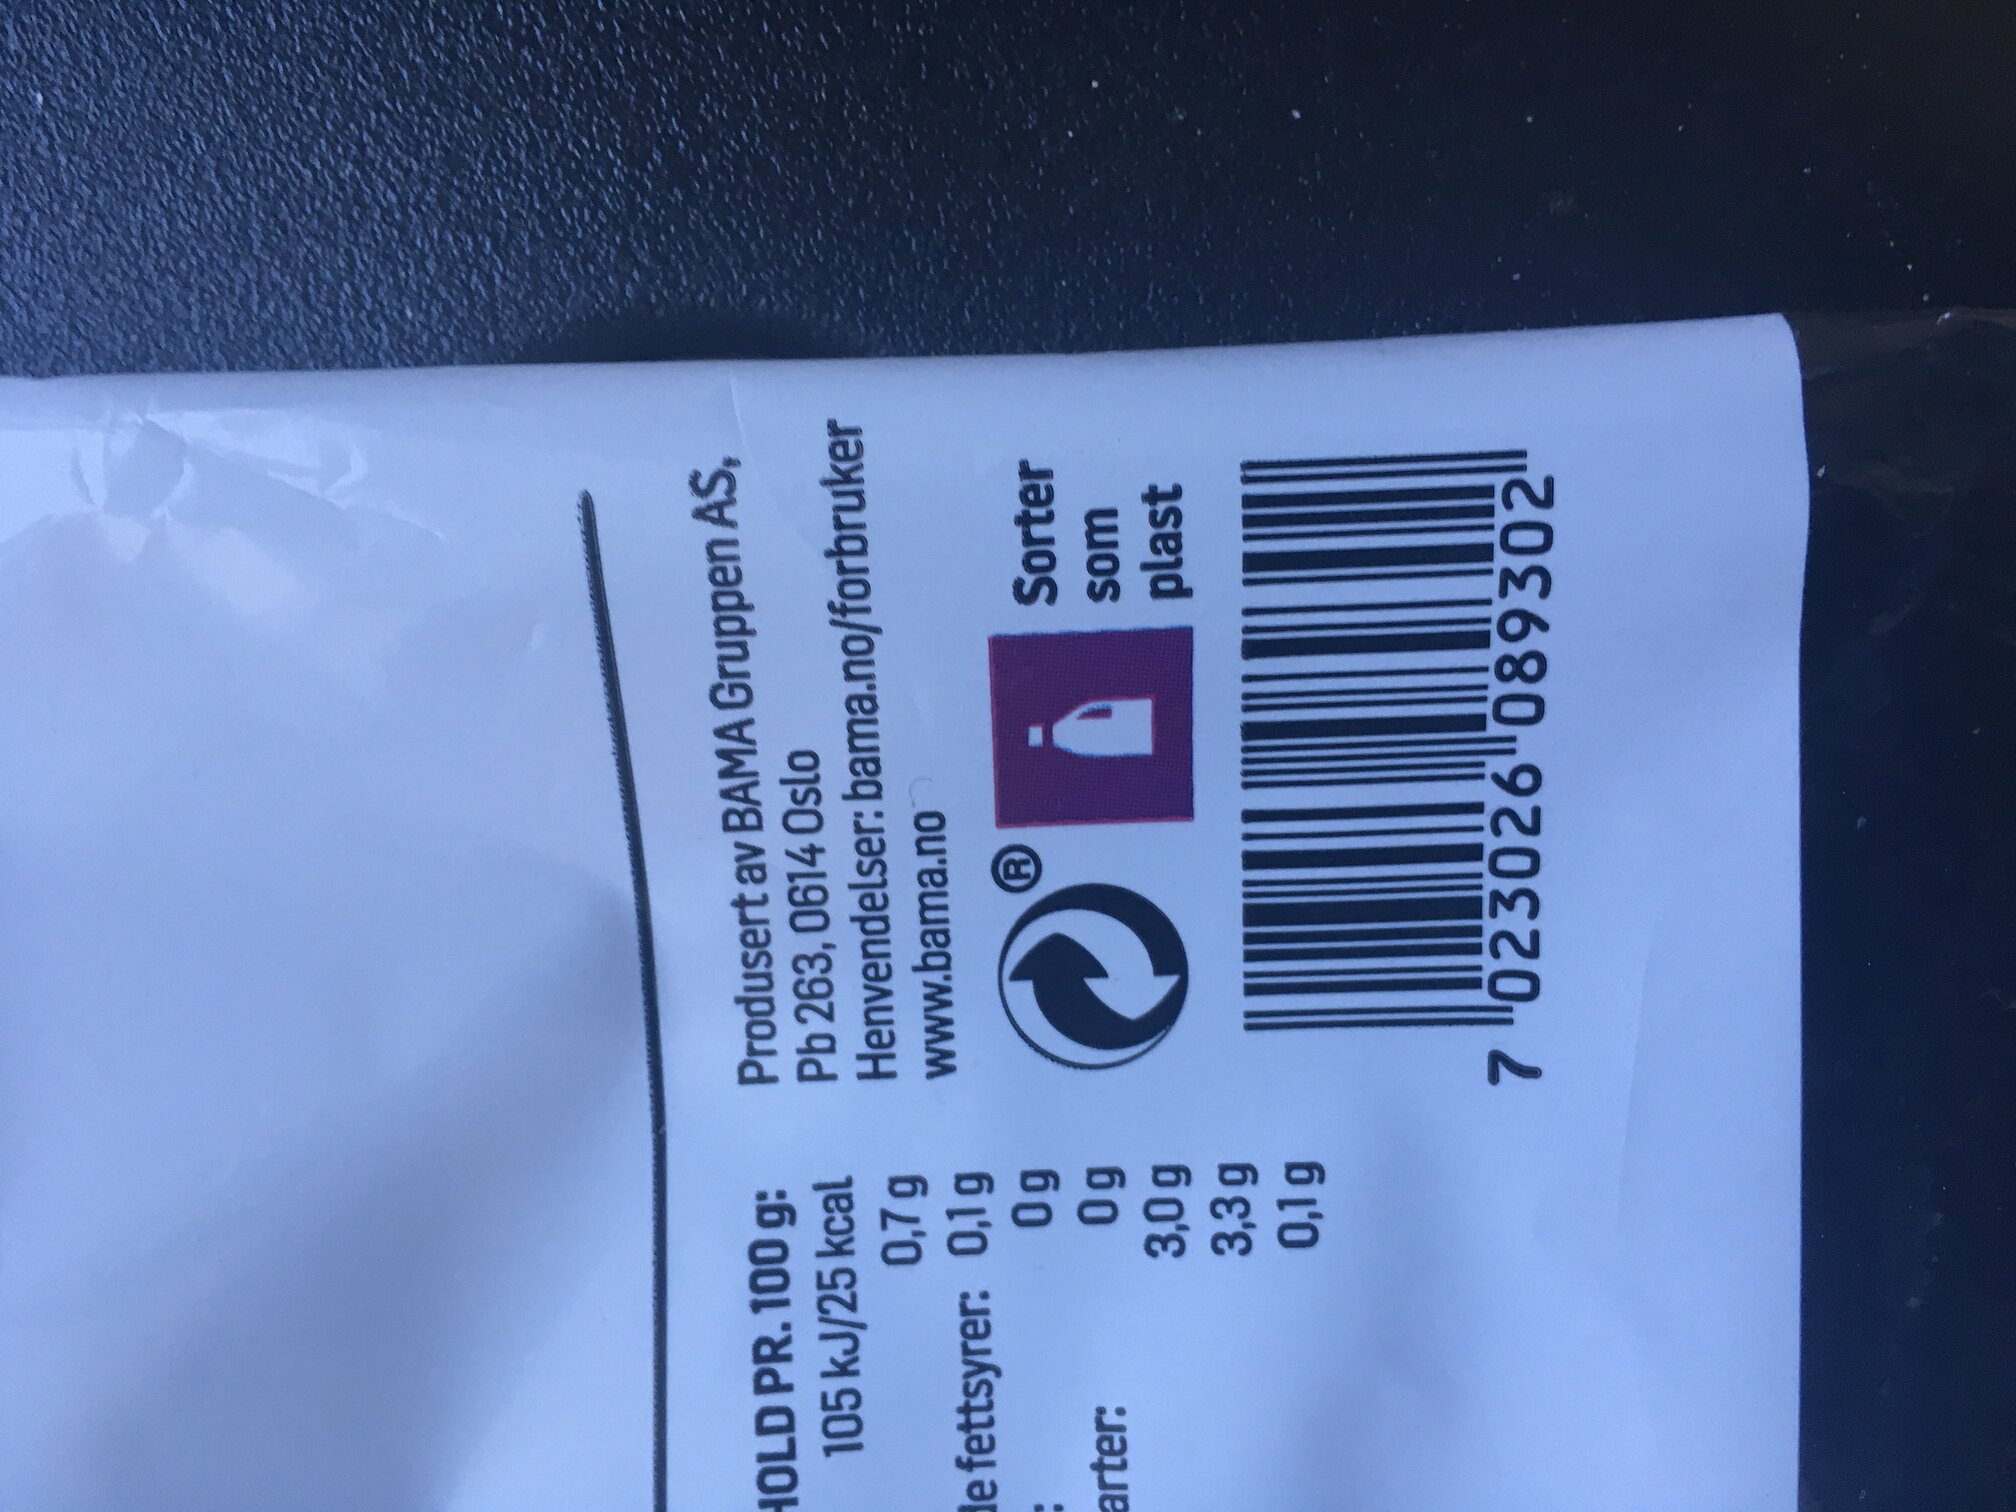 HOLD PR. 100 g:
105 kJ/25 kcal
0,7 g
de fettsyrer: 0,1 g
: 0 g
arter: 0 g
3,0 g
3,3 g
0,1 g
Produsert av BAMA Gruppen AS,
Pb 263, 0614 Oslo
Henvendelser: bama.no/forbruker
www.bama.no
®
Sorter
som
plast
7 023026 089302